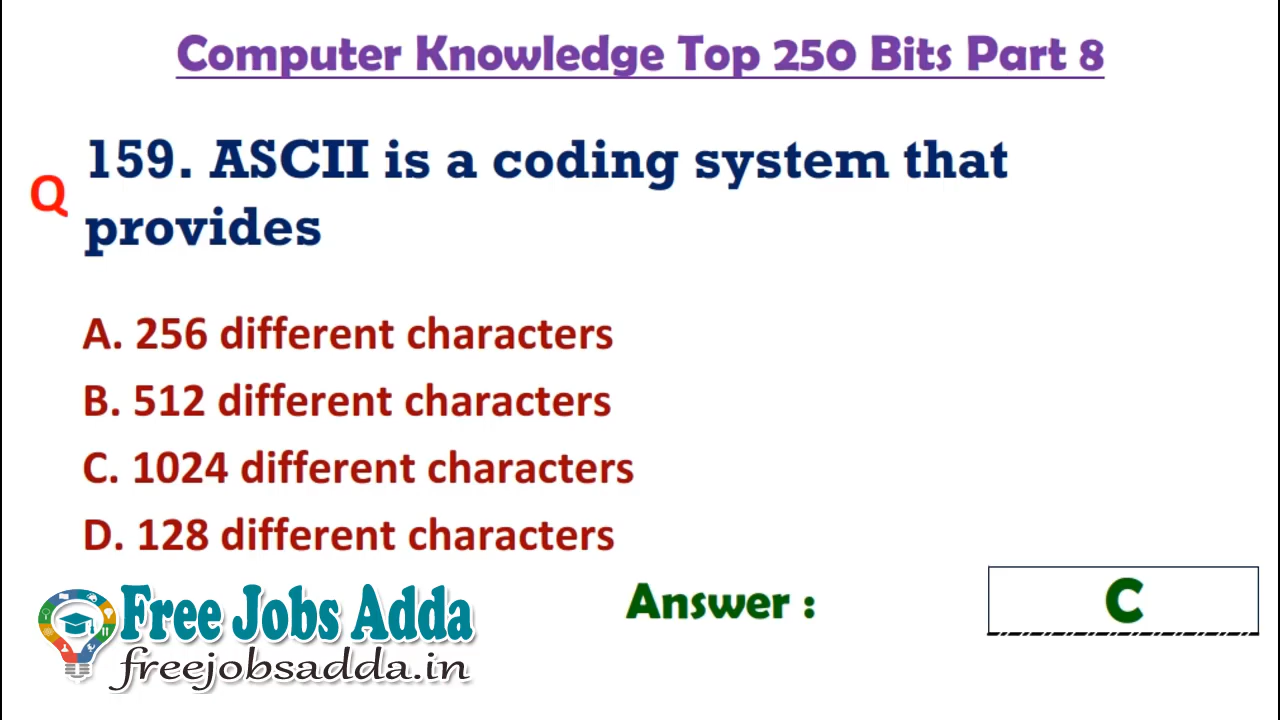 Computer Knowledge Top 250 Bits Part 8
Q
159. ASCII is a coding system that
provides
A. 256 different characters
B. 512 different characters
C. 1024 different characters
D. 128 different characters
Free Jobs Adda
freejobsadda.in
Answer :
C